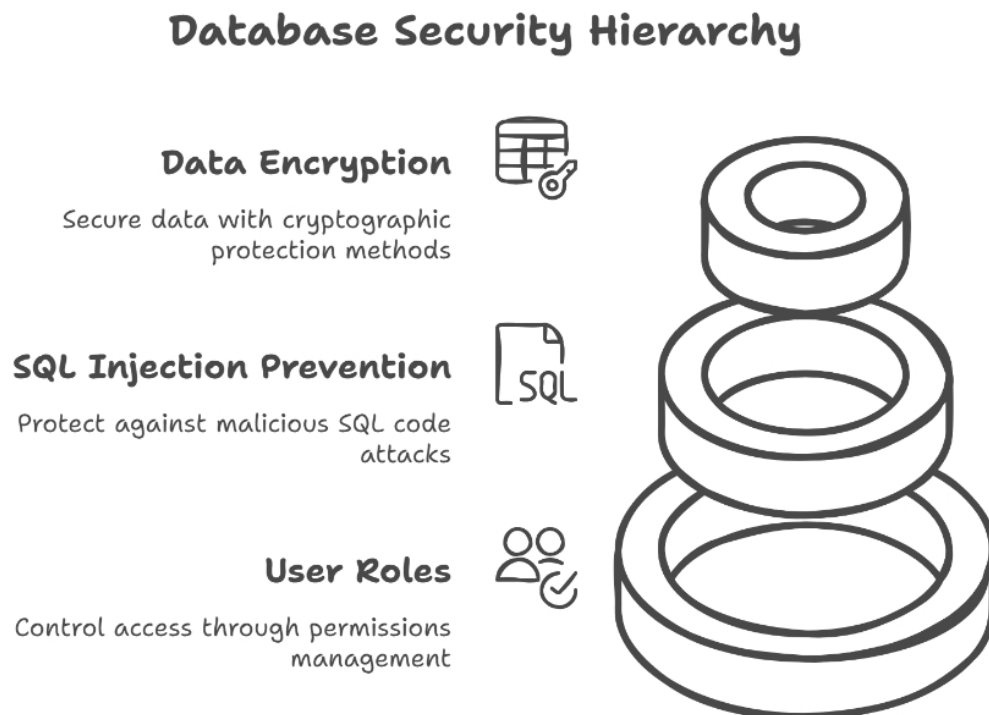 Database Security Hierarchy
Data Encryption
Secure data with cryptographic
protection methods
SQL Injection Prevention
SQL
Protect against malicious SQL code
attacks
User Roles
Control access through permissions
management